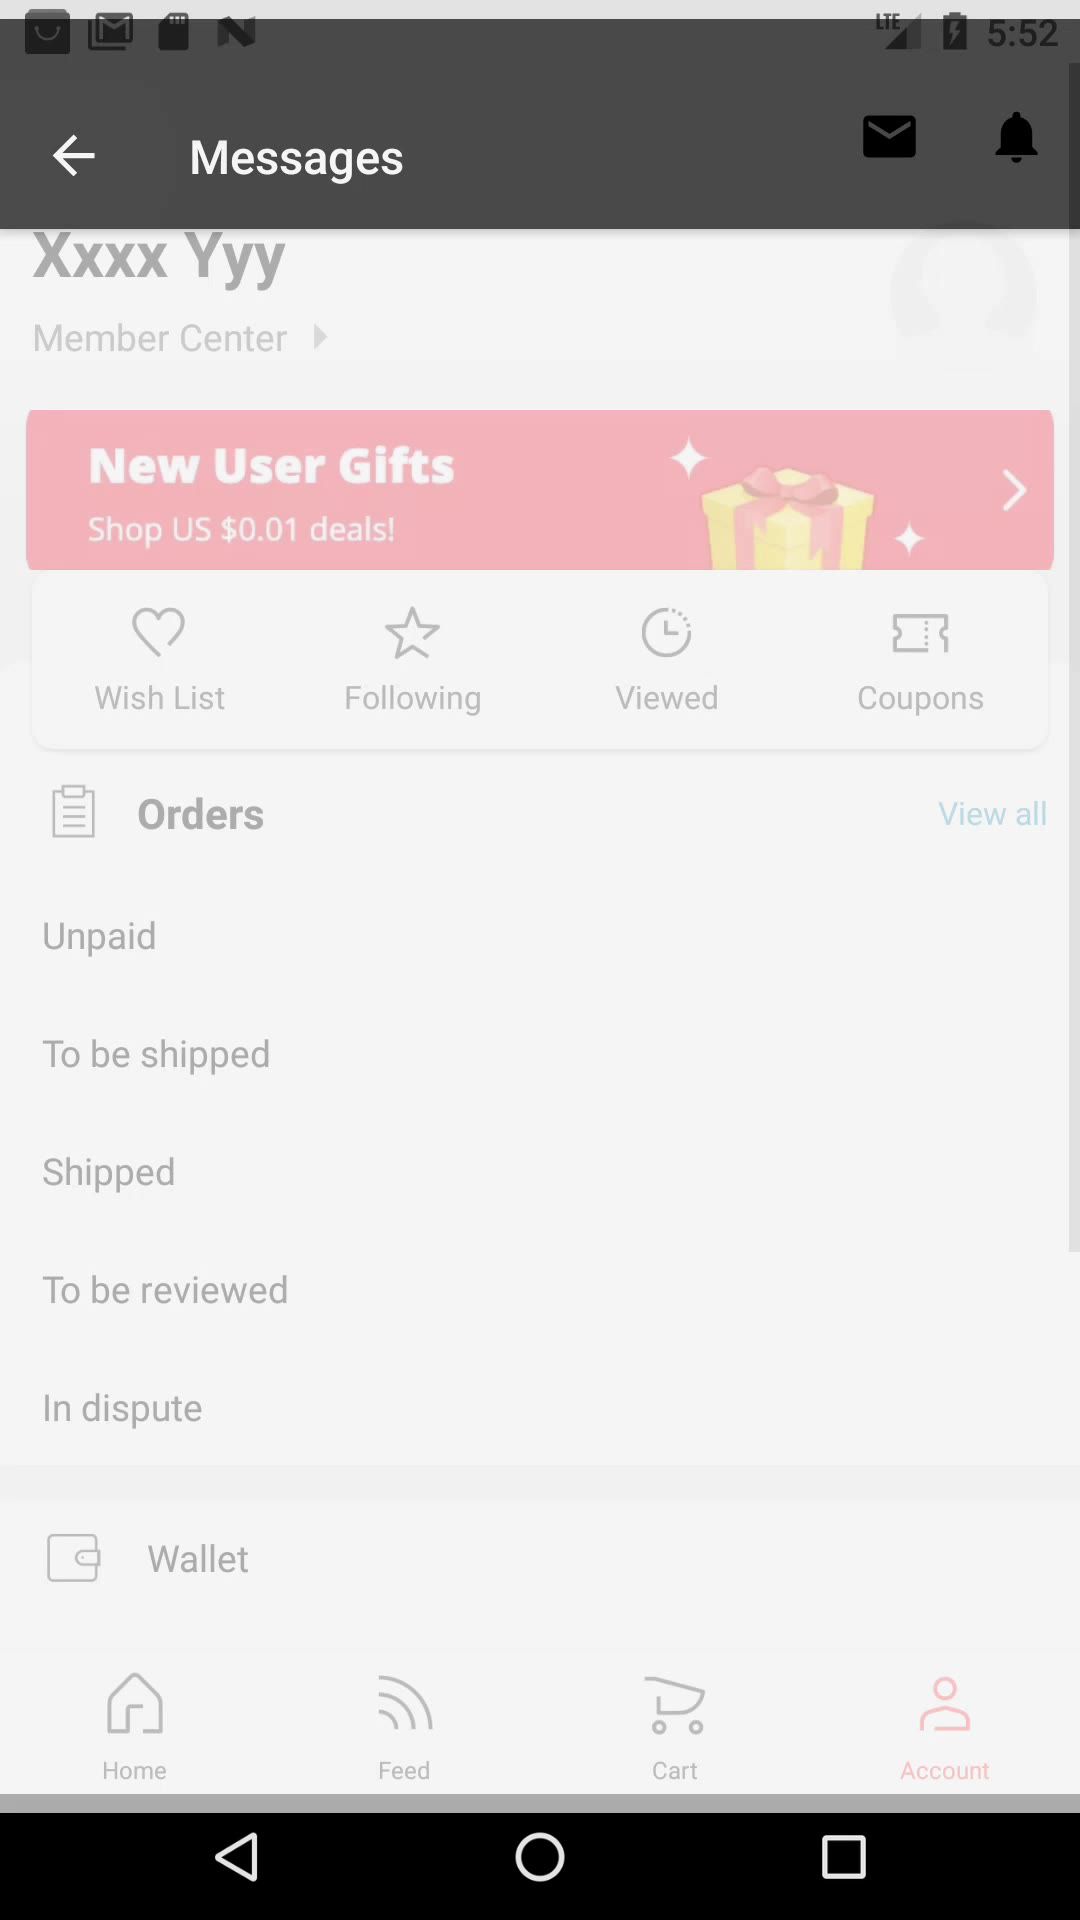 LTE 5:52
Messages
Xxxx Yyy
Member Center
New User Gifts
Shop US $0.01 deals!
Wish List Following Viewed Coupons
Orders View all
Unpaid
To be shipped
Shipped
To be reviewed
In dispute
Wallet
Home Feed Cart Account